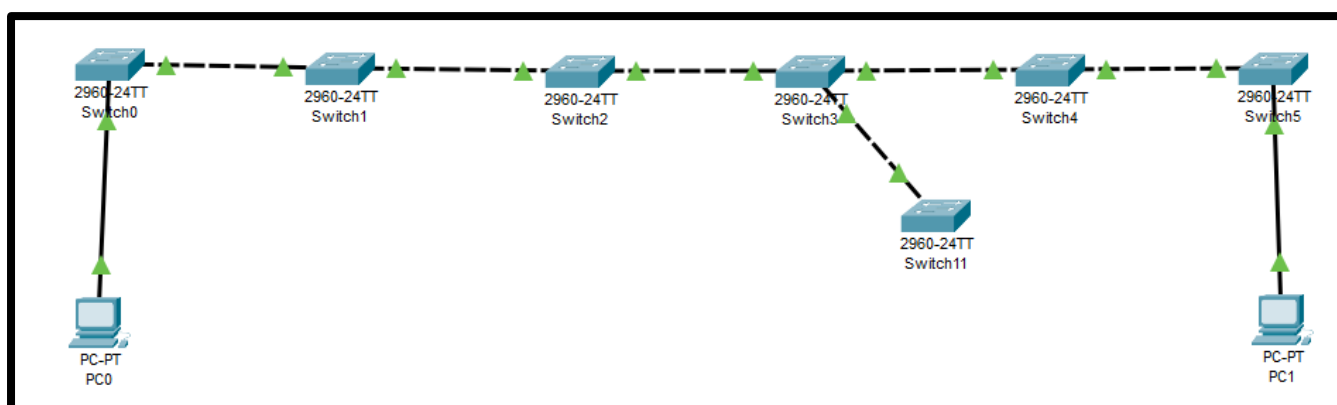 2960-24TT
Switch0
2960-24TT
Switch1
2960-24TT
Switch2
2960-24TT
Switch3
2960-24TT
Switch4
2960-24TT
Switch5
2960-24TT
Switch11
PC-PT
PC0
PC-PT
PC1